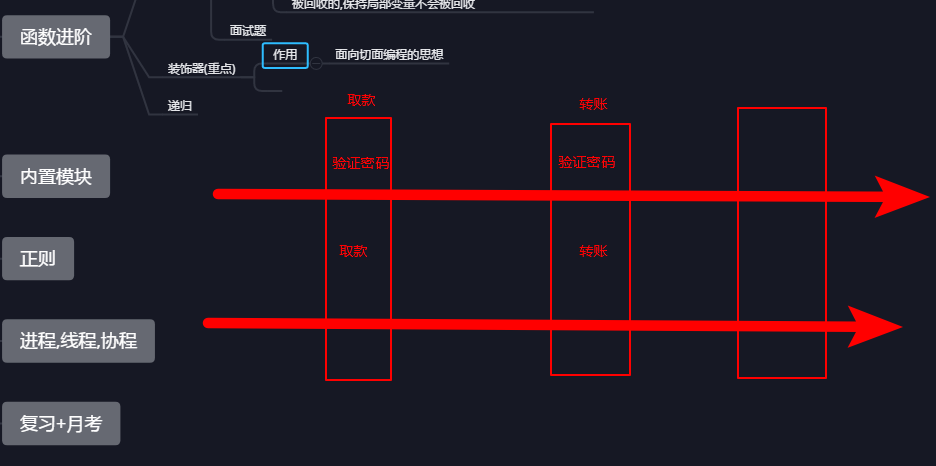 被回收的,保持局部变量不会被回收
函数进阶
面试题
作用
面向切面编程的思想
装饰器(重点)
递归
取款
转账
验证密码
验证密码
内置模块
取款
转账
正则
进程,线程,协程
复习+月考